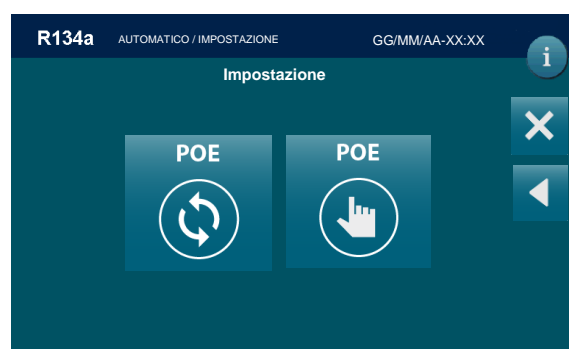 R134a AUTOMATICO / IMPOSTAZIONE GG/MM/AA-XX:XX
i
Impostazione
POE POE